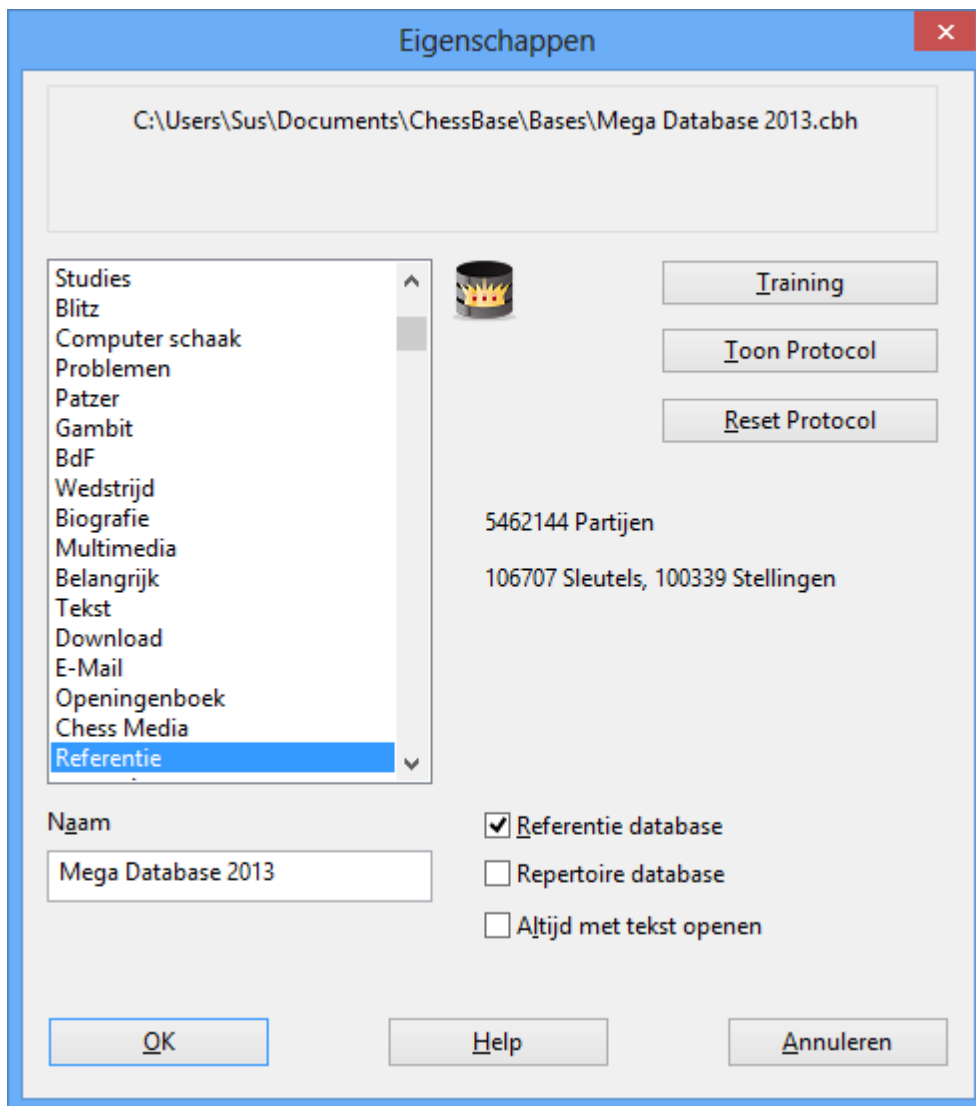 Eigenschappen
C:\Users\Sus\Documents\ChessBase\Bases\Mega Database 2013.cbh
Studies
Blitz
Computer schaak
Problemen
Patzer
Gambit
BdF
Wedstrijd
Biografie
Multimedia
Belangrijk
Tekst
Download
E-Mail
Openingenboek
Chess Media
Referentie
Training
Toon Protocol
Reset Protocol
5462144 Partijen
106707 Sleutels, 100339 Stellingen
Naam
Mega Database 2013
Referentie database
Repertoire database
Altijd met tekst openen
OK
Help
Annuleren